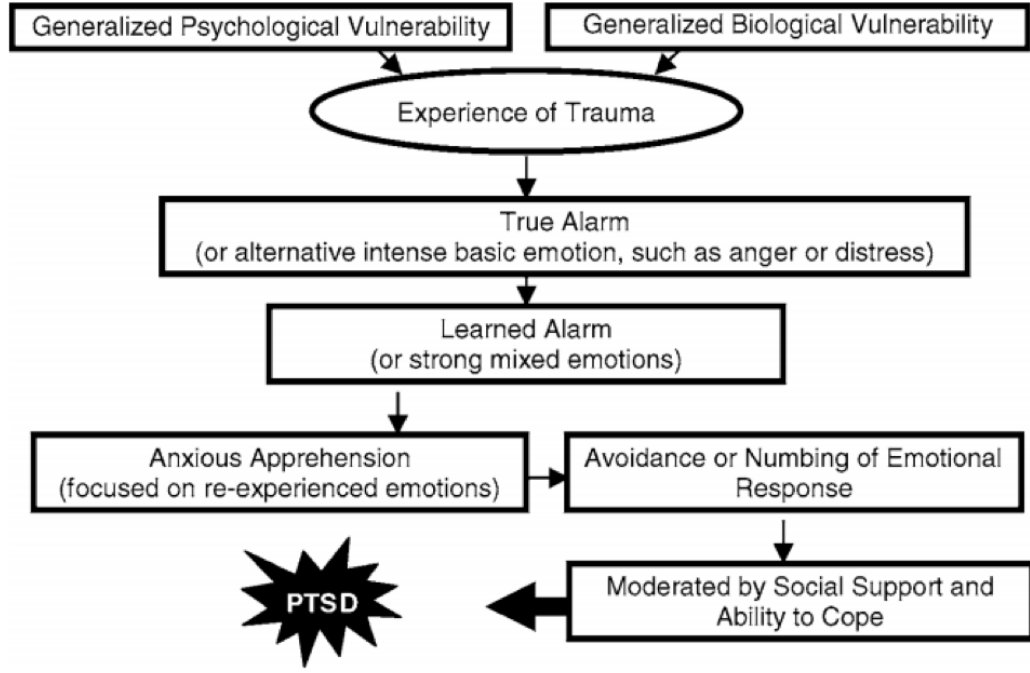 Generalized Psychological Vulnerability
Generalized Biological Vulnerability
Experience of Trauma
True Alarm
(or alternative intense basic emotion, such as anger or distress)
Learned Alarm
(or strong mixed emotions)
Anxious Apprehension
(focused on re-experienced emotions)
Avoidance or Numbing of Emotional
Response
Moderated by Social Support and
Ability to Cope
PTSD